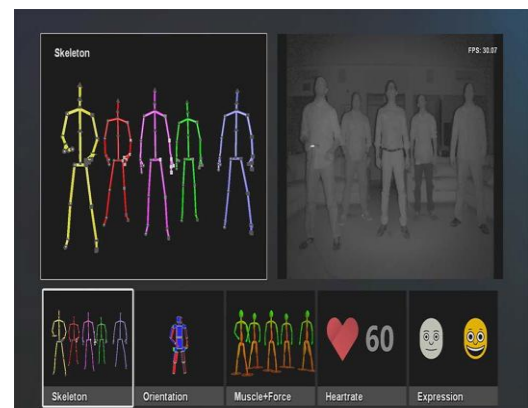 Skeleton
FPS: 30.07
60
Skeleton
Orientation
Muscle+Force
Heartrate
Expression